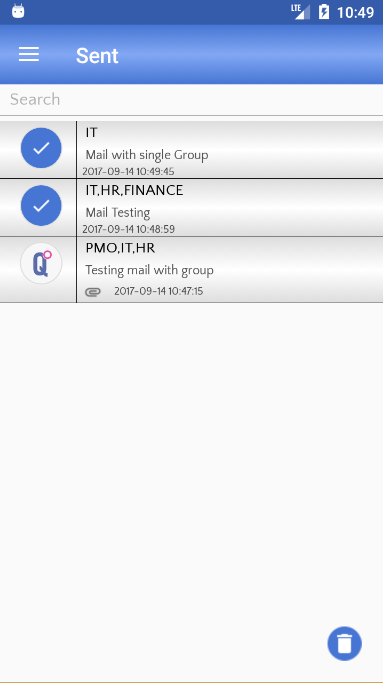 LTE
10:49
Sent
Search
IT
Mail with single Group
2017-09-14 10:49:45
IT,HR,FINANCE
Mail Testing
2017-09-14 10:48:59
PMO,IT,HR
Q
Testing mail with group
2017-09-14 10:47:15